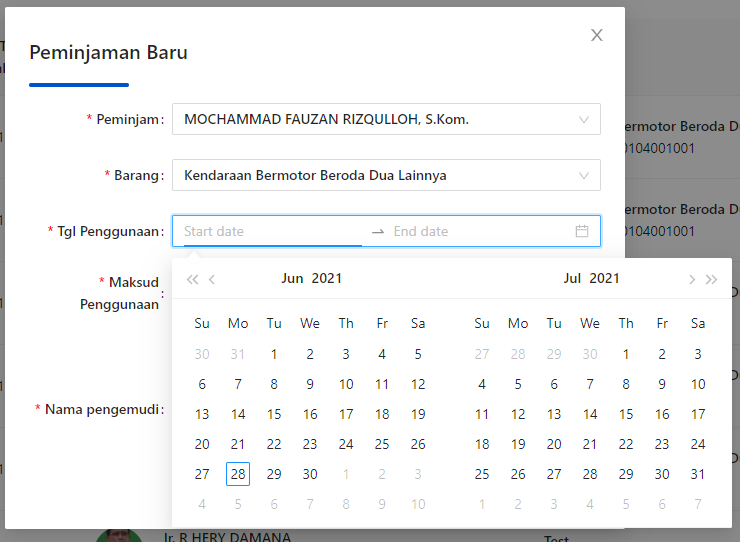 Peminjaman Baru
* Peminjam:
MOCHAMMAD FAUZAN RIZQULLOH, S.Kom.
ermotor Beroda D
0104001001
* Barang:
Kendaraan Bermotor Beroda Dua Lainnya
ermotor Beroda D
0104001001
* Tgl Penggunaan:
Start date
End date
* Maksud
Penggunaan :
Jun 2021
Jul 2021
Su Mo Tu We Th Fr Sa
Su Mo Tu We Th Fr Sa
30 31 1 2 3 4 5
27 28 29 30 1 2 3
6 7 8 9 10 11 12
4 5 6 7 8 9 10
13 14 15 16 17 18 19
11 12 13 14 15 16 17
20 21 22 23 24 25 26
18 19 20 21 22 23 24
27 28 29 30 1 2 3
25 26 27 28 29 30 31
4 5 6 7 8 9 10
1 2 3 4 5 6 7
* Nama pengemudi:
Ir. R HERY DAMANA
Test